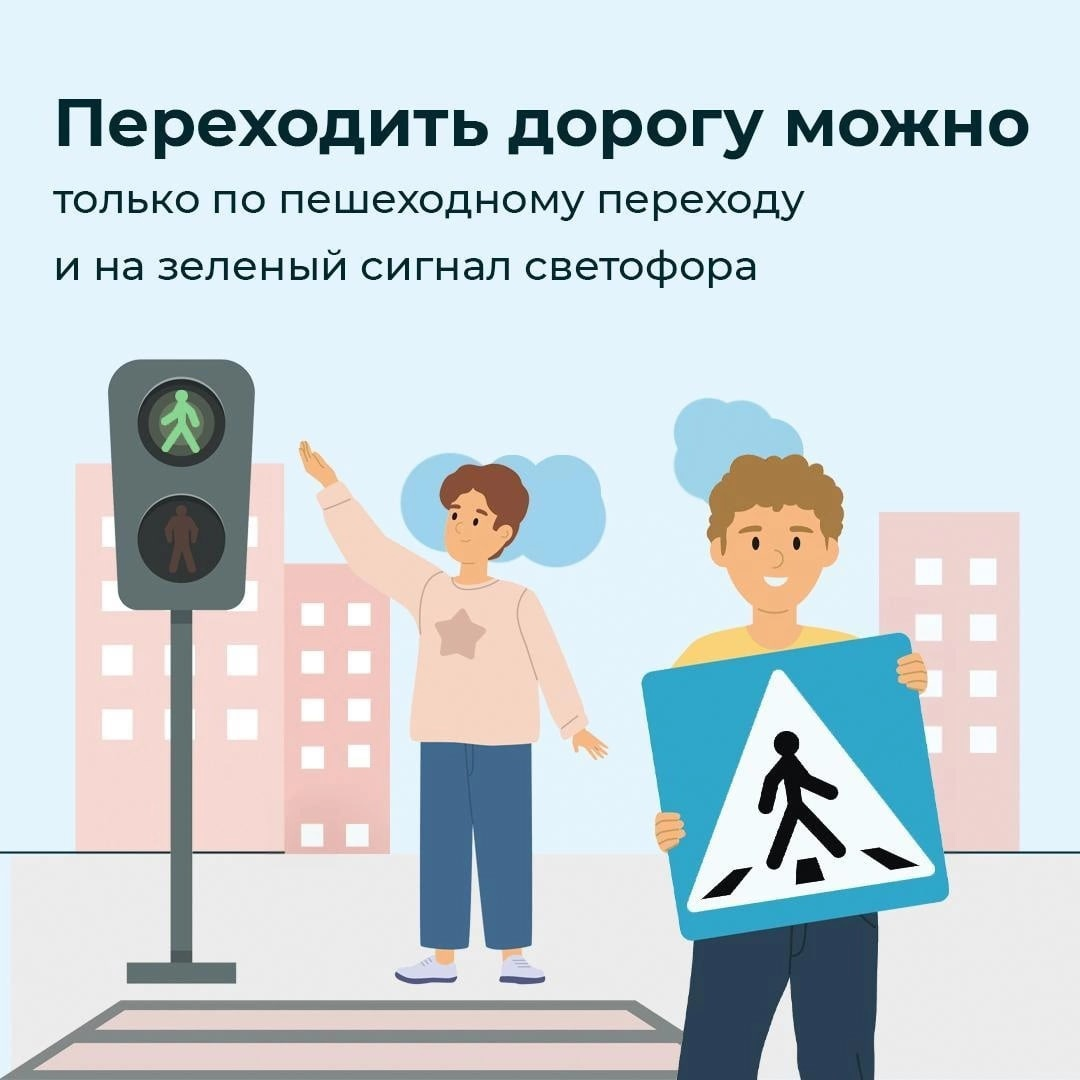 Переходить дорогу можно
только по пешеходному переходу
и на зеленый сигнал светофора